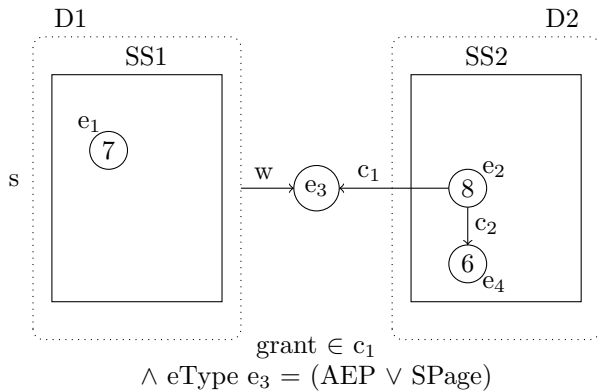 D1
D2
SS1
SS2
e₁
7
s
w
e₃
c₁
8
e₂
c₂
6
e₄
grant ∈ c₁
∧ eType e₃ = (AEP ∨ SPage)